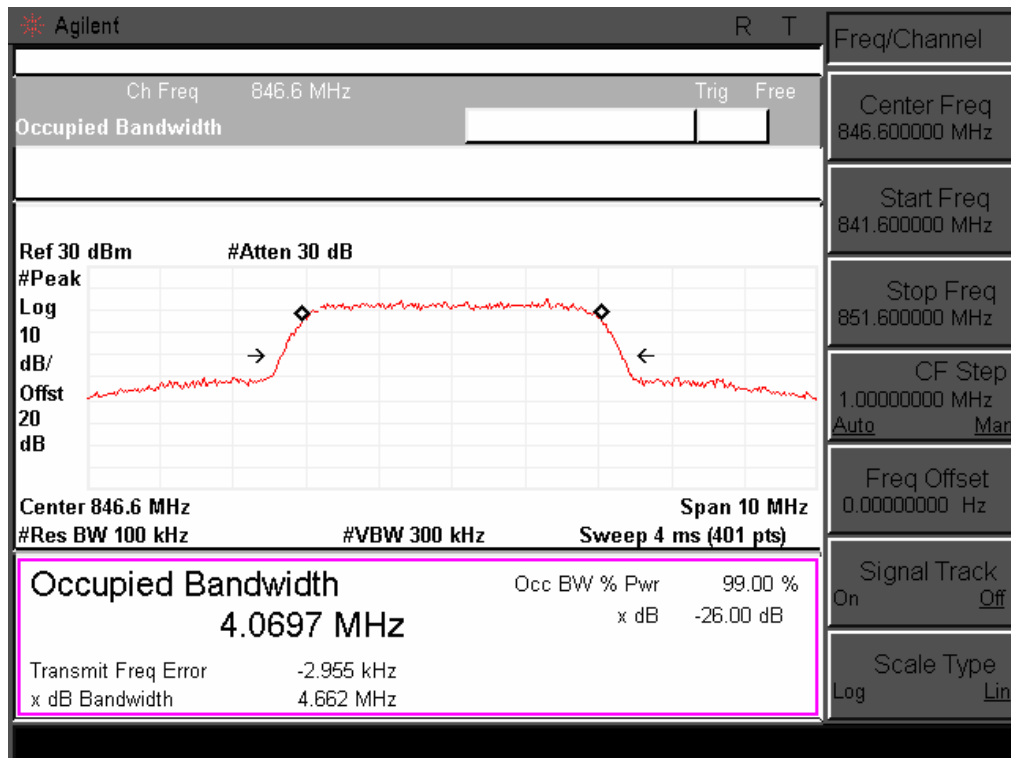 Agilent R T
Freq/Channel
Ch Freq 846.6 MHz Trig Free
Occupied Bandwidth
Center Freq
846.600000 MHz
Start Freq
841.600000 MHz
Stop Freq
851.600000 MHz
CF Step
1.00000000 MHz
Auto Man
Freq Offset
0.00000000 Hz
Signal Track
On Off
Scale Type
Log Lin
Ref 30 dBm #Atten 30 dB
#Peak
Log
10
dB/
Offst
20
dB
Center 846.6 MHz Span 10 MHz
#Res BW 100 kHz #VBW 300 kHz Sweep 4 ms (401 pts)
Occupied Bandwidth
4.0697 MHz
Occ BW % Pwr 99.00 %
x dB -26.00 dB
Transmit Freq Error -2.955 kHz
x dB Bandwidth 4.662 MHz